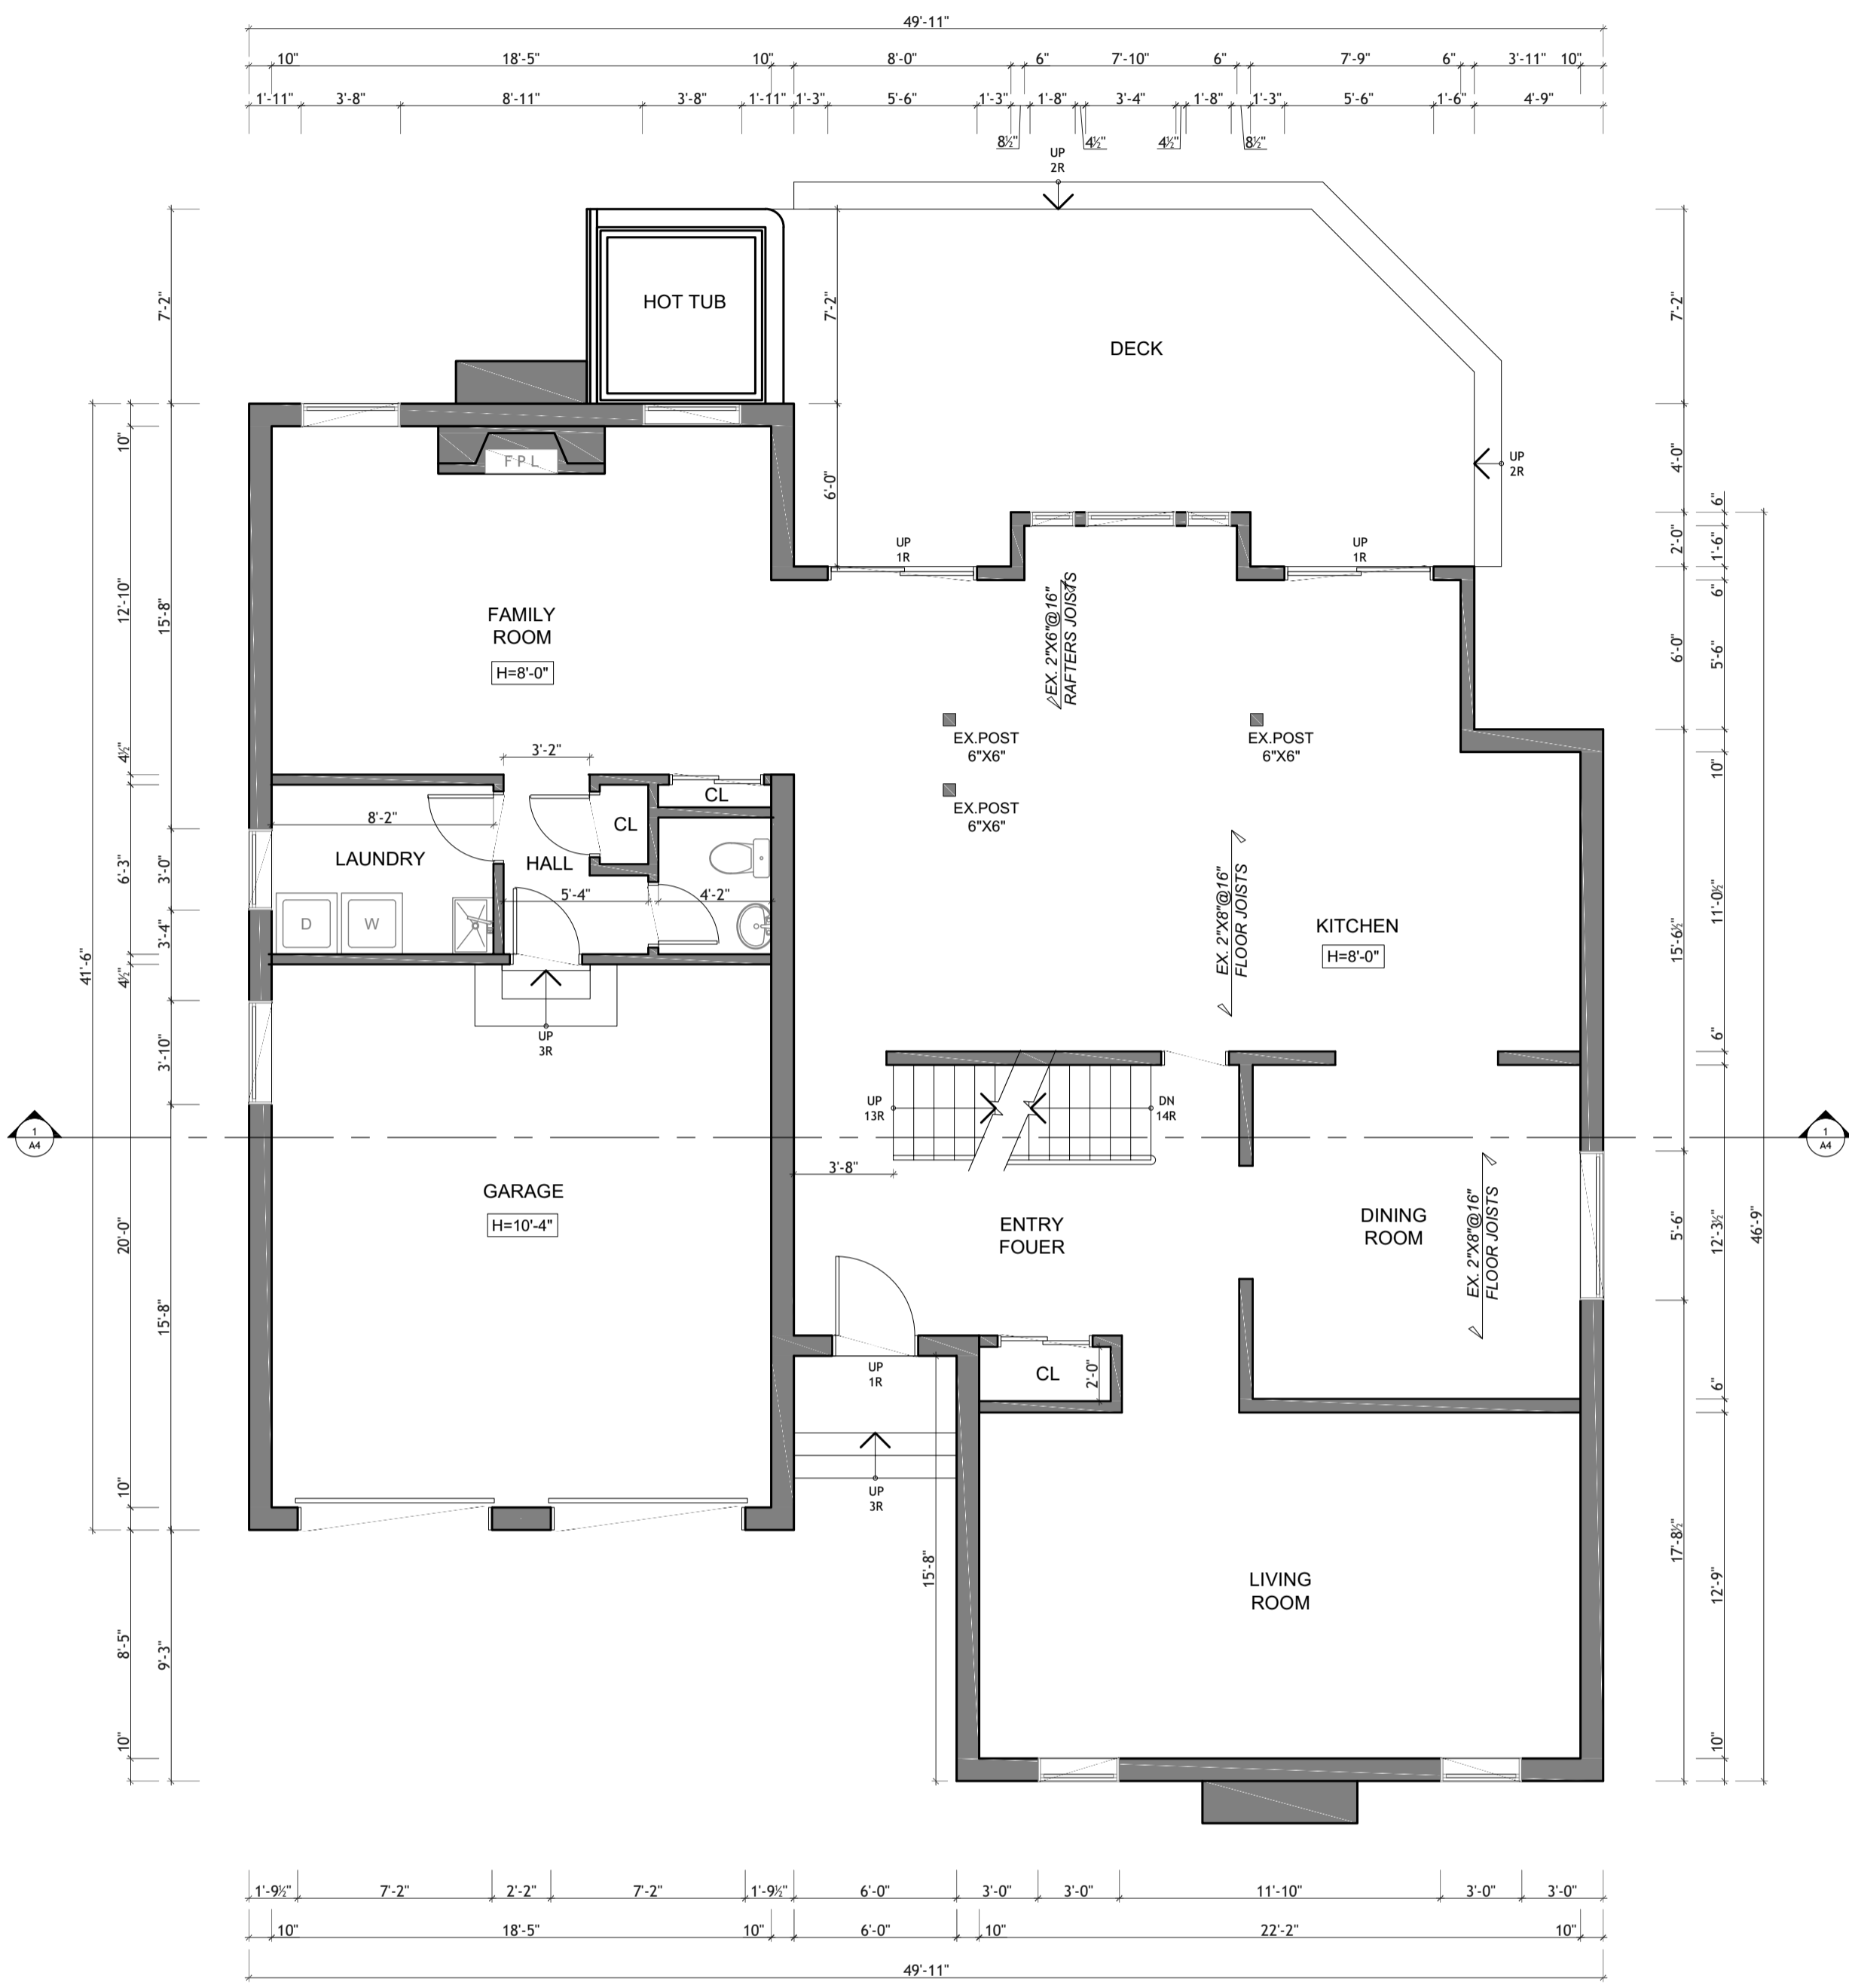 49'-11"
10" 18'-5" 10" 8'-0" 6" 7'-10" 6" 7'-9" 6" 3'-11" 10"
1'-11" 3'-8" 8'-11" 3'-8" 1'-11" 1'-3" 5'-6" 1'-3" 1'-8" 3'-4" 1'-8" 1'-3" 5'-6" 1'-6" 4'-9"
8½" 4½" 4½" 8½"
UP
2R
HOT TUB
DECK
7'-2"
7'-2"
7'-2"
6'-0"
UP
2R
F P L
UP
1R
UP
1R
FAMILY
ROOM
H=8'-0"
EX. 2"X6"@16"
RAFTERS JOISTS
EX.POST
6"X6"
EX.POST
6"X6"
EX.POST
6"X6"
3'-2"
CL
CL
8'-2"
LAUNDRY
HALL
5'-4"
4'-2"
D
W
UP
3R
EX. 2"X8"@16"
FLOOR JOISTS
KITCHEN
H=8'-0"
UP
13R
DN
14R
3'-8"
1
A4
1
A4
GARAGE
H=10'-4"
ENTRY
FOUER
DINING
ROOM
EX. 2"X8"@16"
FLOOR JOISTS
CL
2'-0"
UP
1R
UP
3R
15'-8"
LIVING
ROOM
41'-6"
10"
12'-10"
4½"
6'-3"
4½"
20'-0"
10"
8'-5"
10"
15'-8"
3'-0"
3'-4"
3'-10"
15'-8"
9'-3"
4'-0"
2'-0"
6'-0"
15'-6½"
5'-6"
17'-8½"
6"
1'-6"
6"
5'-6"
10"
11'-0½"
6"
12'-3½"
6"
12'-9"
10"
46'-9"
1'-9½" 7'-2" 2'-2" 7'-2" 1'-9½" 6'-0" 3'-0" 3'-0" 11'-10" 3'-0" 3'-0"
10" 18'-5" 10" 6'-0" 10" 22'-2" 10"
49'-11"